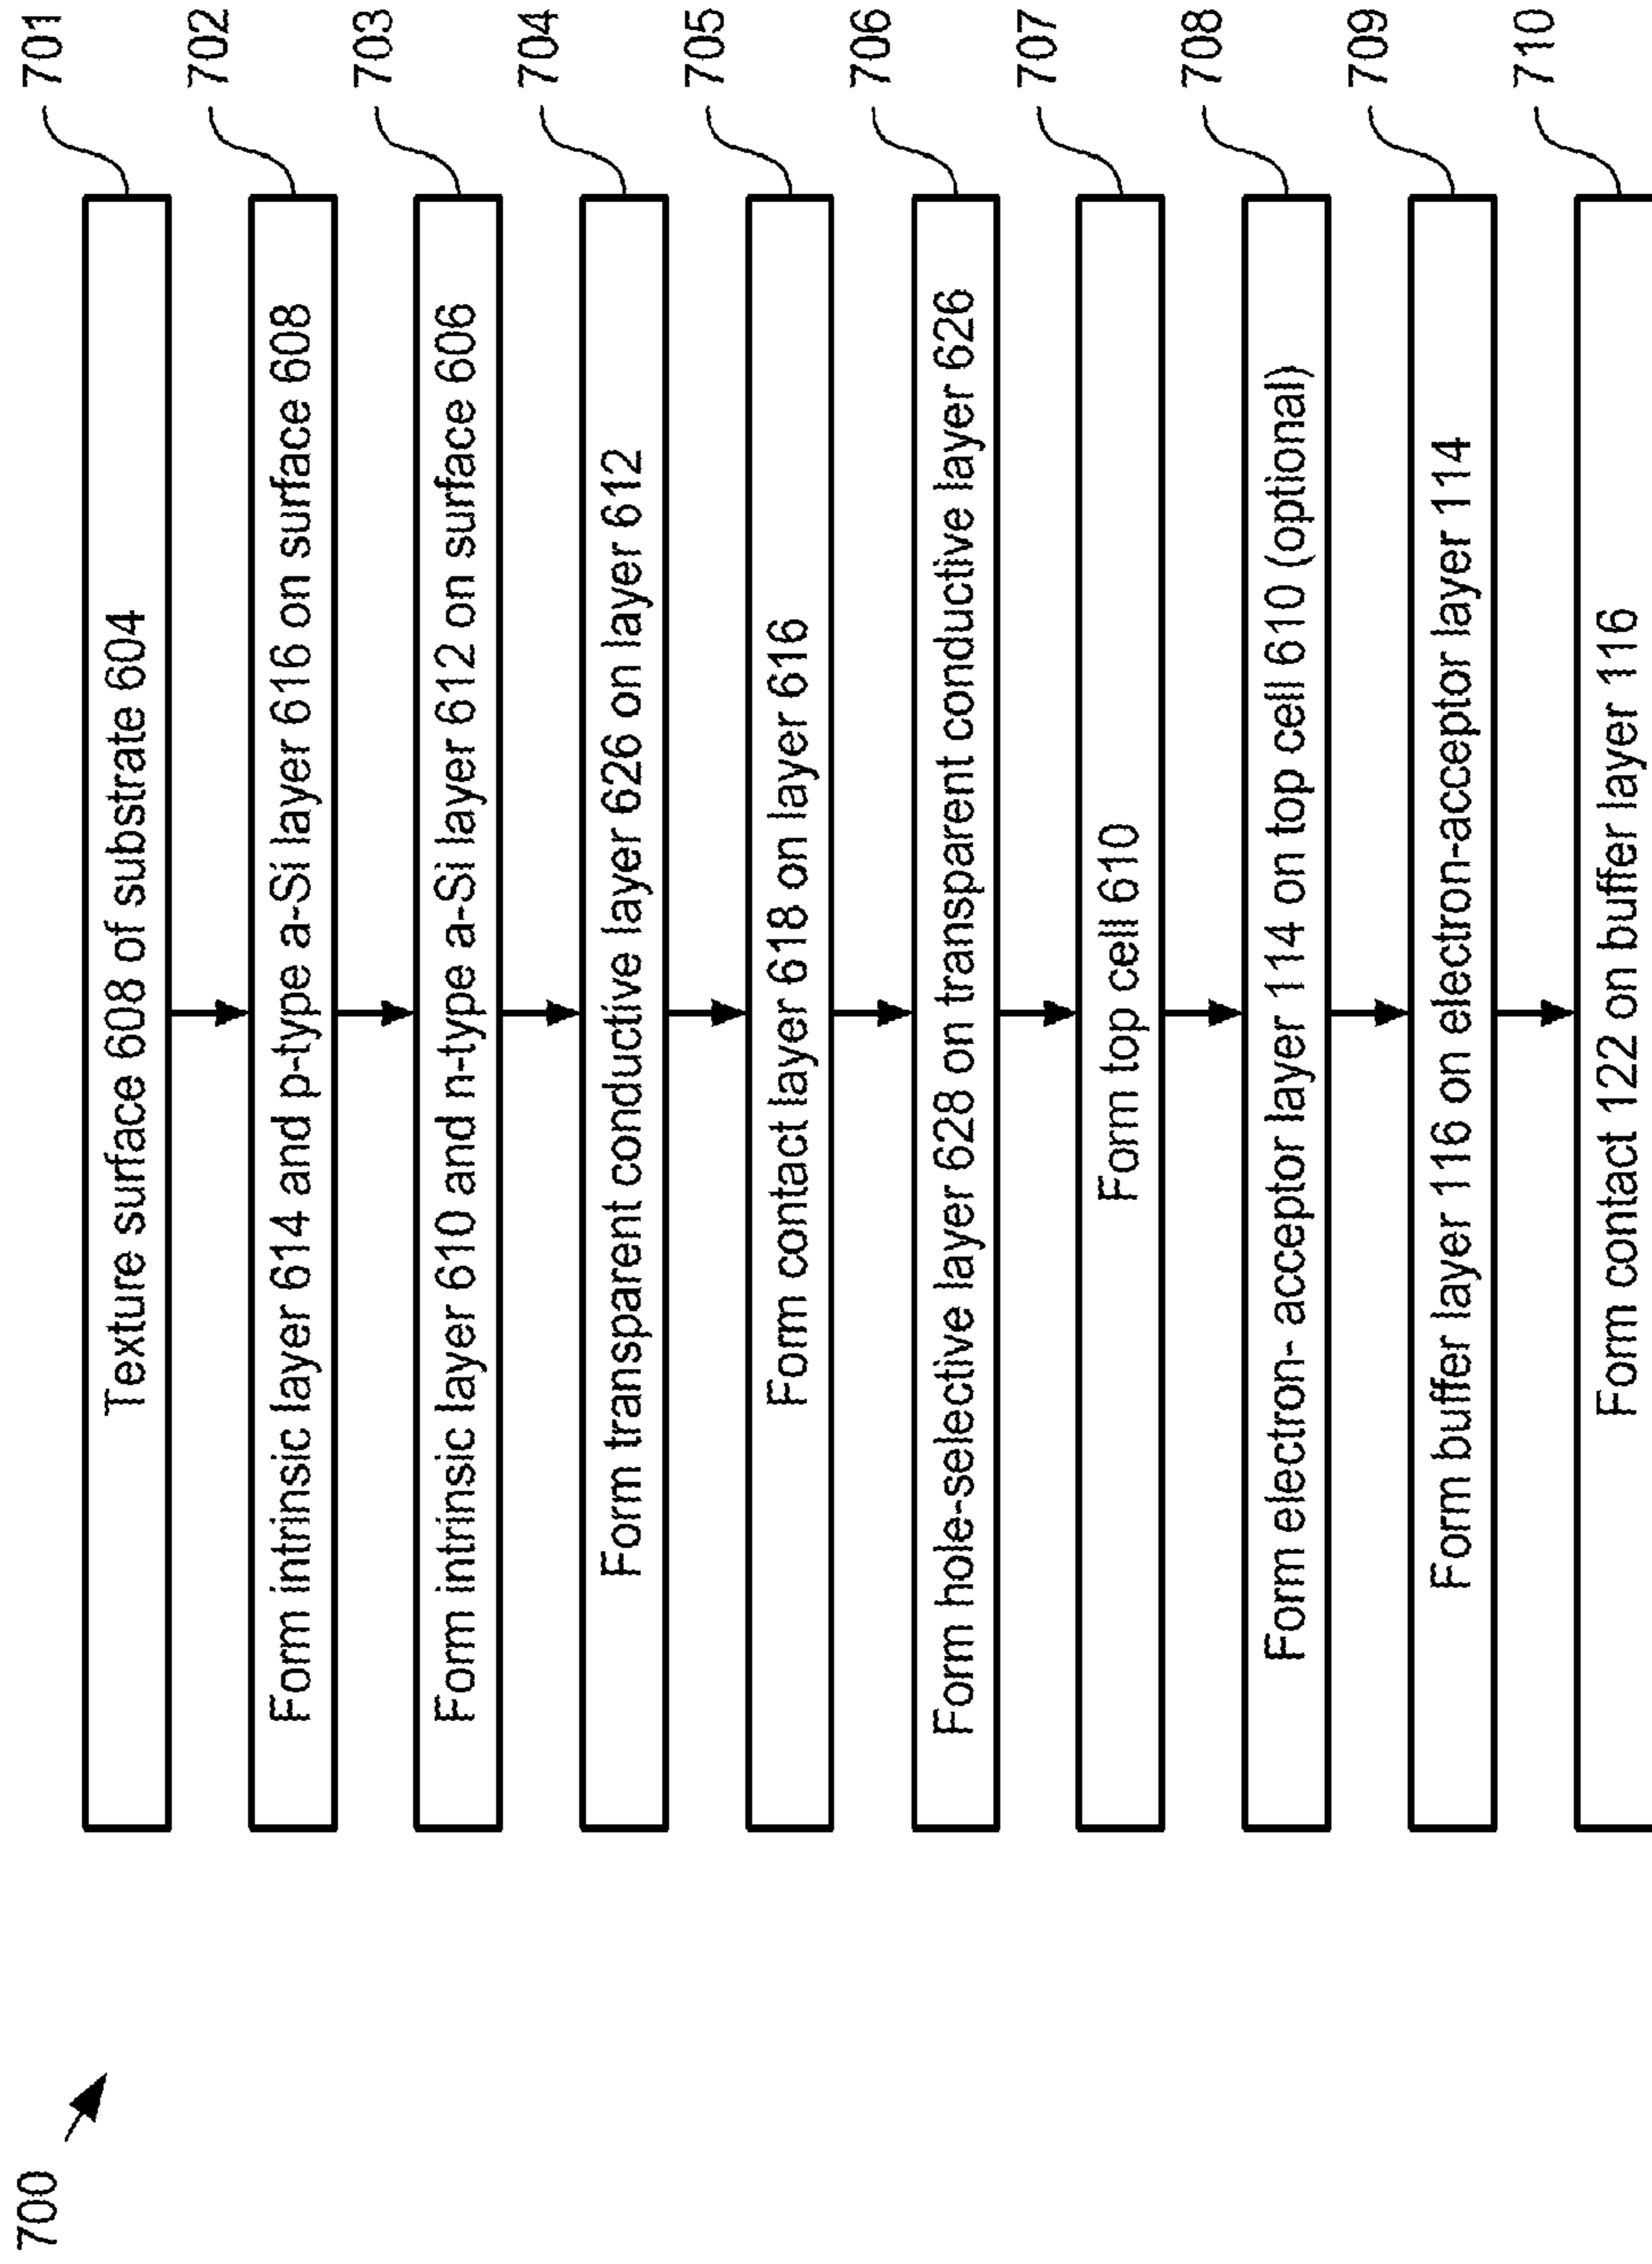 700
Texture surface 608 of substrate 604
701
Form intrinsic layer 614 and p-type a-Si layer 616 on surface 608
702
Form intrinsic layer 610 and n-type a-Si layer 612 on surface 606
703
Form transparent conductive layer 626 on layer 612
704
Form contact layer 618 on layer 616
705
Form hole-selective layer 628 on transparent conductive layer 626
706
Form top cell 610
707
Form electron- acceptor layer 114 on top cell 610 (optional)
708
Form buffer layer 116 on electron-acceptor layer 114
709
Form contact 122 on buffer layer 116
710